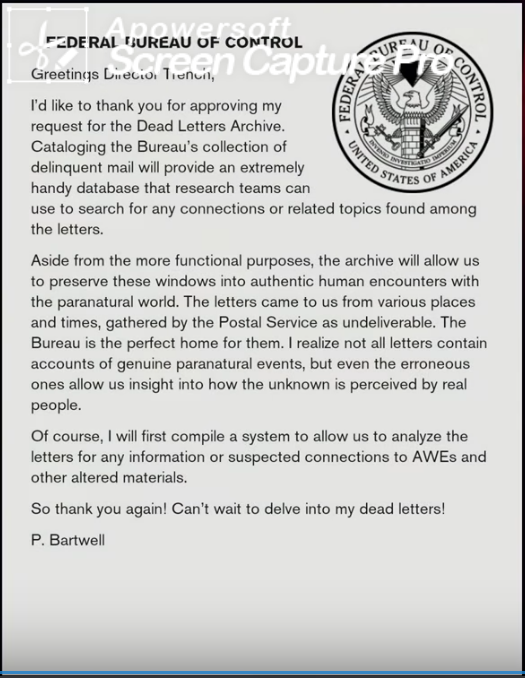 Apowersoft
Screen Capture Pro
FEDERAL BUREAU OF CONTROL
Greetings Director Trench,
I'd like to thank you for approving my
request for the Dead Letters Archive.
Cataloging the Bureau's collection of
delinquent mail will provide an extremely
handy database that research teams can
use to search for any connections or related topics found among
the letters.
Aside from the more functional purposes, the archive will allow us
to preserve these windows into authentic human encounters with
the paranatural world. The letters came to us from various places
and times, gathered by the Postal Service as undeliverable. The
Bureau is the perfect home for them. I realize not all letters contain
accounts of genuine paranatural events, but even the erroneous
ones allow us insight into how the unknown is perceived by real
people.
Of course, I will first compile a system to allow us to analyze the
letters for any information or suspected connections to AWEs and
other altered materials.
So thank you again! Can't wait to delve into my dead letters!
P. Bartwell
FEDERAL BUREAU OF CONTROL
UNITED STATES OF AMERICA
INVENIO INVESTIGATIO IMPERIUM